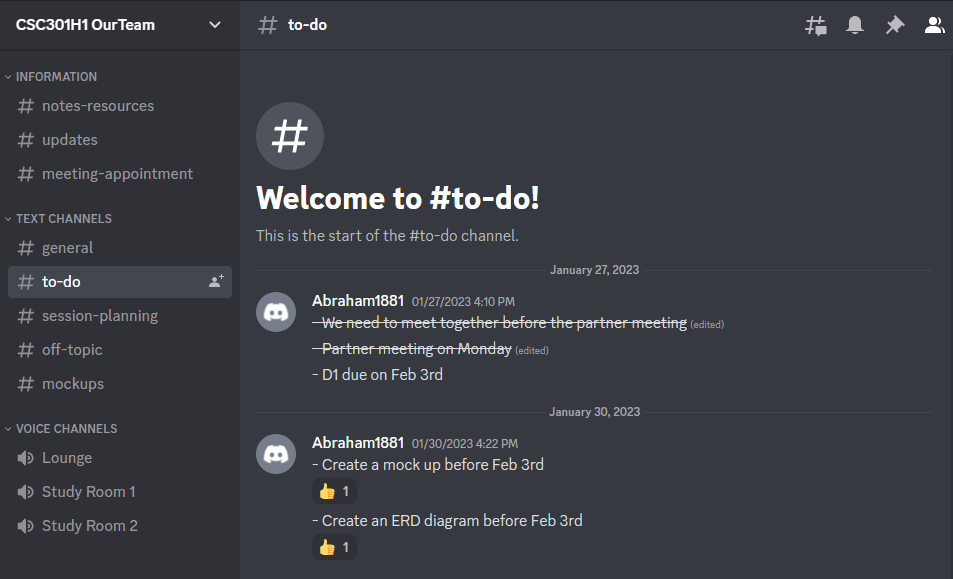 CSC301H1 OurTeam
INFORMATION
notes-resources
updates
meeting-appointment
TEXT CHANNELS
general
to-do
session-planning
off-topic
mockups
VOICE CHANNELS
Lounge
Study Room 1
Study Room 2
# to-do
#
Welcome to #to-do!
This is the start of the #to-do channel.
January 27, 2023
Abraham1881 01/27/2023 4:10 PM
- We need to meet together before the partner meeting (edited)
- Partner meeting on Monday (edited)
- D1 due on Feb 3rd
January 30, 2023
Abraham1881 01/30/2023 4:22 PM
- Create a mock up before Feb 3rd
👍 1
- Create an ERD diagram before Feb 3rd
👍 1